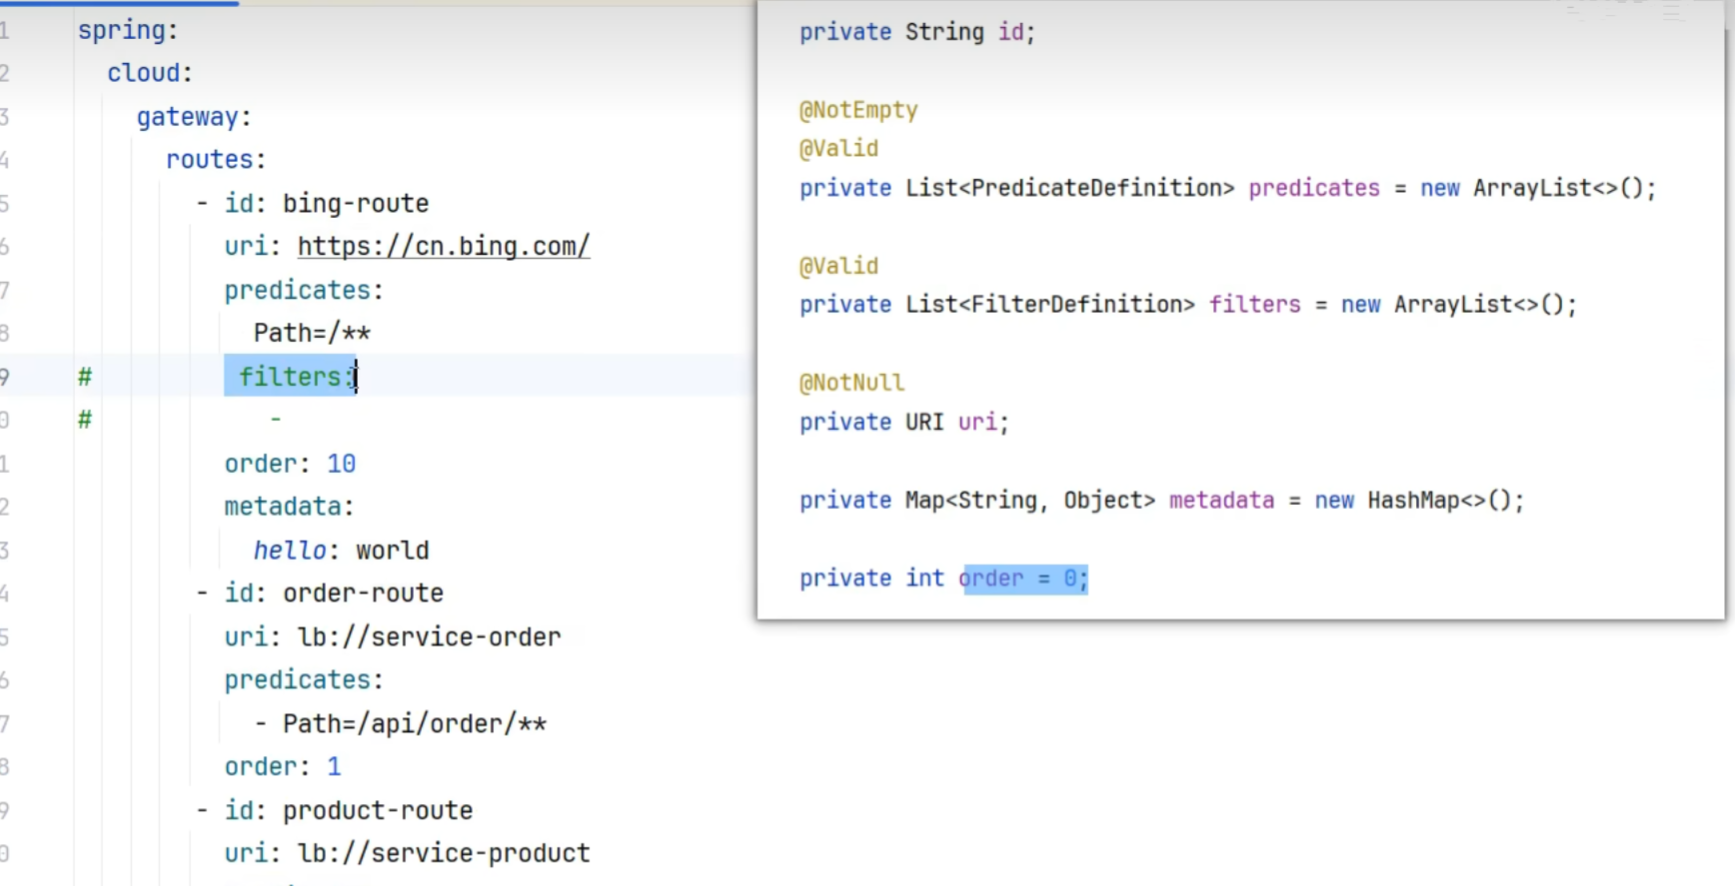 1 spring:
2 cloud:
3 gateway:
4 routes:
5 - id: bing-route
6 uri: https://cn.bing.com/
7 predicates:
8 Path=/**
9 # filters:
0 # -
1 order: 10
2 metadata:
3 hello: world
4 - id: order-route
5 uri: lb://service-order
6 predicates:
7 - Path=/api/order/**
8 order: 1
9 - id: product-route
0 uri: lb://service-product
private String id;
@NotEmpty
@Valid
private List<PredicateDefinition> predicates = new ArrayList<>();
@Valid
private List<FilterDefinition> filters = new ArrayList<>();
@NotNull
private URI uri;
private Map<String, Object> metadata = new HashMap<>();
private int order = 0;